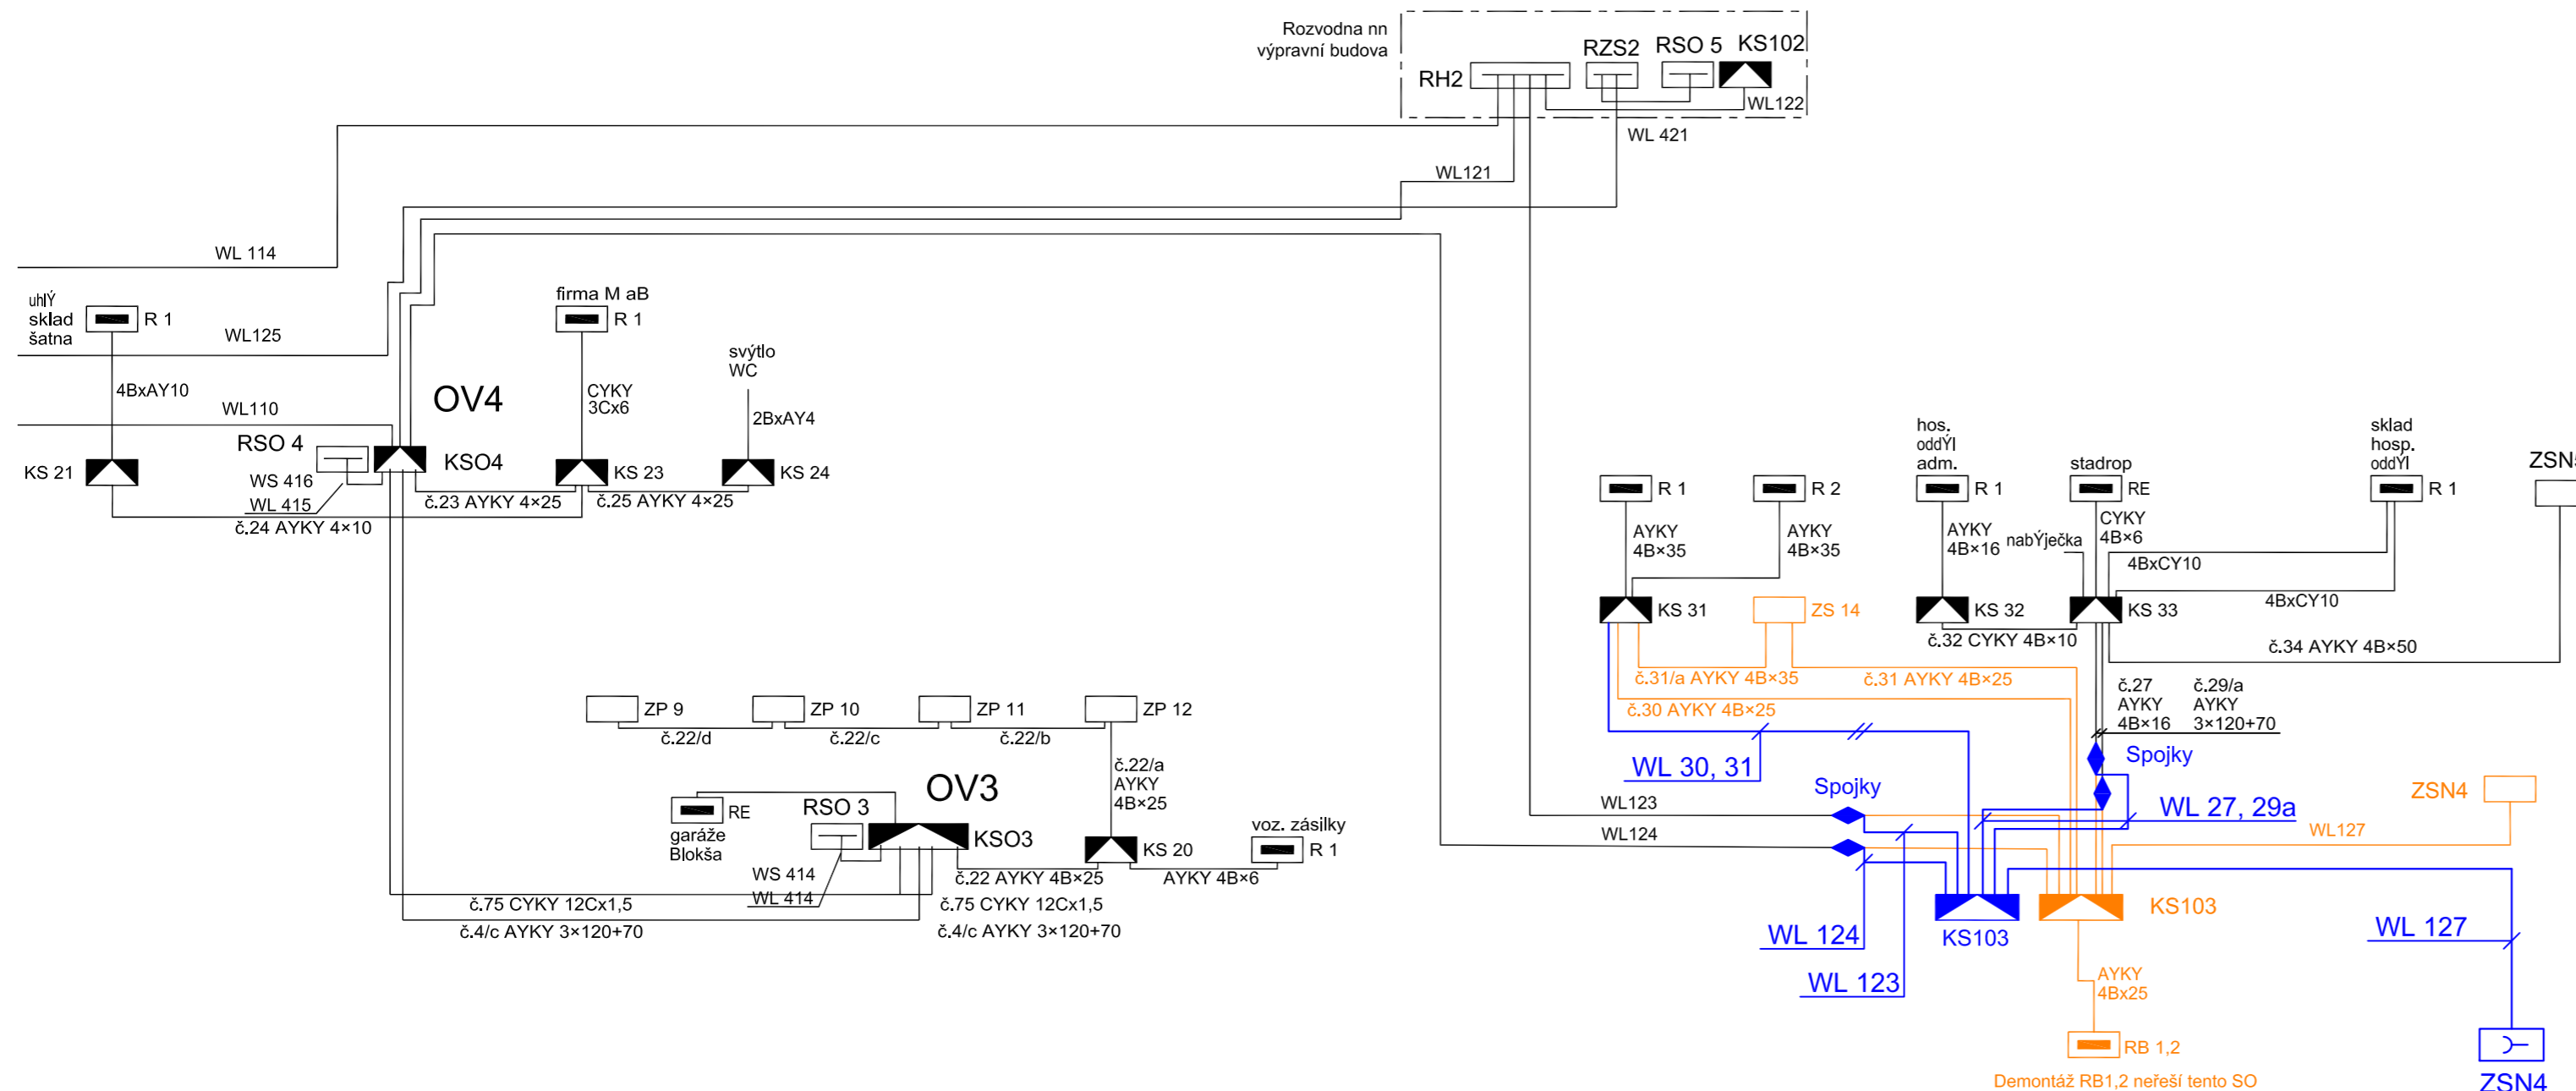 Rozvodna nn
výpravní budova
RH2
RZS2
RSO 5
KS102
WL122
WL 421
WL121
WL 114
uhlÝ
sklad
šatna
R 1
WL125
4BxAY10
WL110
OV4
RSO 4
KSO4
KS 21
WS 416
WL 415
č.24 AYKY 4×10
č.23 AYKY 4×25
firma M aB
R 1
CYKY
3Cx6
KS 23
č.25 AYKY 4×25
svýtlo
WC
2BxAY4
KS 24
ZP 9
ZP 10
ZP 11
ZP 12
č.22/d
č.22/c
č.22/b
č.22/a
AYKY
4B×25
OV3
RE
garáže
Blokša
RSO 3
KSO3
WS 414
WL 414
KS 20
voz. zásilky
R 1
č.22 AYKY 4B×25
AYKY 4B×6
č.75 CYKY 12Cx1,5
č.75 CYKY 12Cx1,5
č.4/c AYKY 3×120+70
č.4/c AYKY 3×120+70
R 1
R 2
AYKY
4B×35
AYKY
4B×35
KS 31
ZS 14
č.31/a AYKY 4B×35
č.31 AYKY 4B×25
č.30 AYKY 4B×25
WL 30, 31
hos.
oddÝl
adm.
R 1
AYKY
4B×16
KS 32
č.32 CYKY 4B×10
stadrop
RE
CYKY
4B×6
nabÝječka
KS 33
sklad
hosp.
oddÝl
R 1
4BxCY10
4BxCY10
č.34 AYKY 4B×50
č.27
AYKY
4B×16
č.29/a
AYKY
3×120+70
Spojky
Spojky
WL123
WL124
WL 27, 29a
ZSN4
WL127
KS103
KS103
WL 124
WL 123
WL 127
AYKY
4Bx25
RB 1,2
Demontáž RB1,2 neřeší tento SO
ZSN4